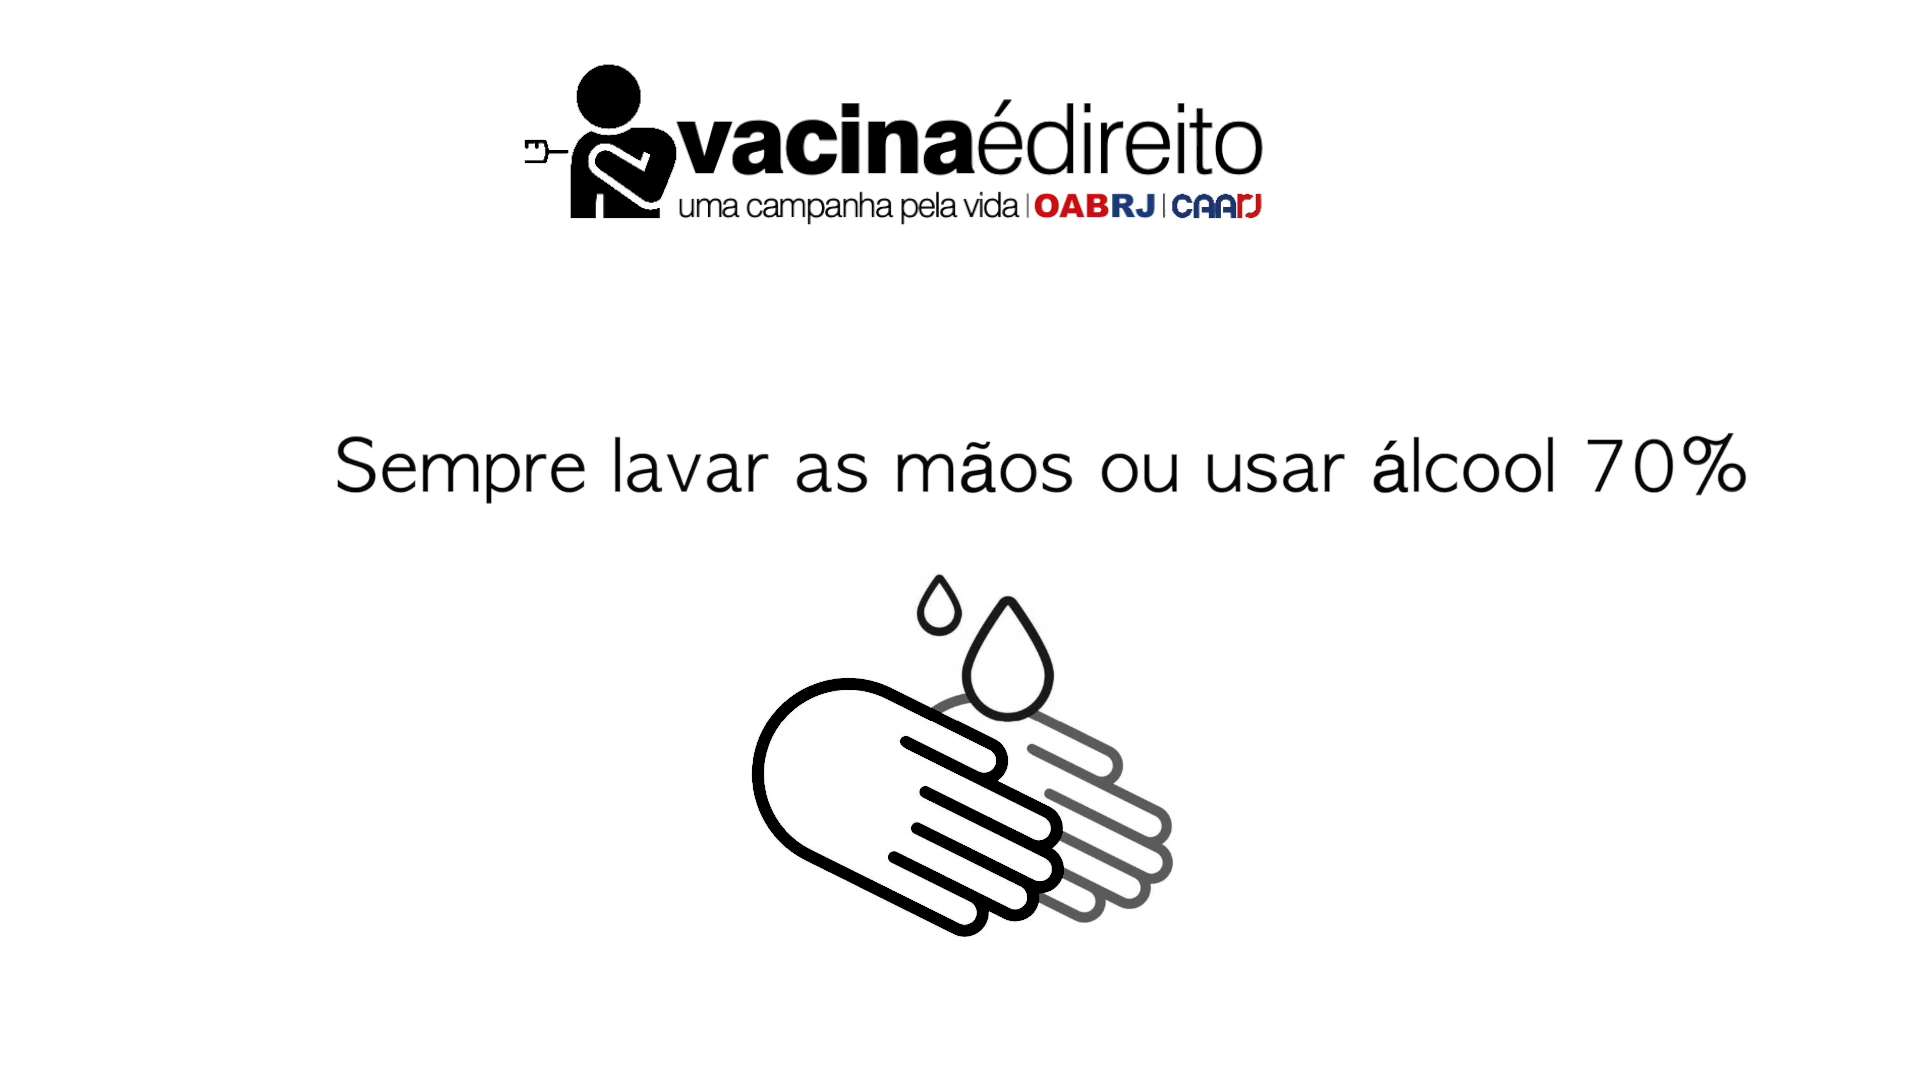 vacinaédireito
uma campanha pela vida | OABRJ | CAARJ
Sempre lavar as mãos ou usar álcool 70%